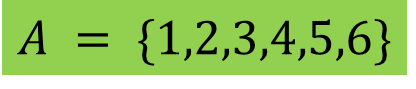 A = {1,2,3,4,5,6}